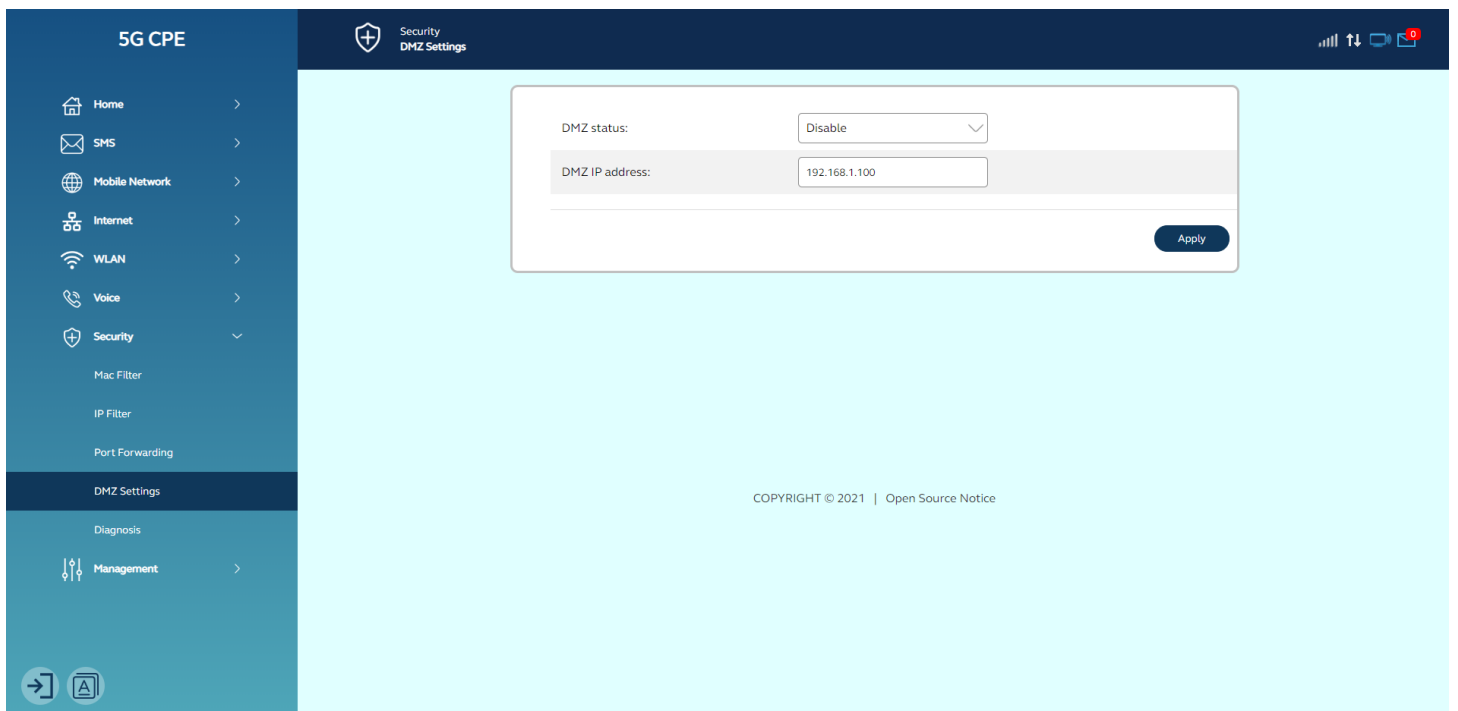 5G CPE
Security
DMZ Settings
0
Home
SMS
Mobile Network
Internet
WLAN
Voice
Security
Mac Filter
IP Filter
Port Forwarding
DMZ Settings
Diagnosis
Management
A
DMZ status:
Disable
DMZ IP address:
192.168.1.100
Apply
COPYRIGHT © 2021 | Open Source Notice